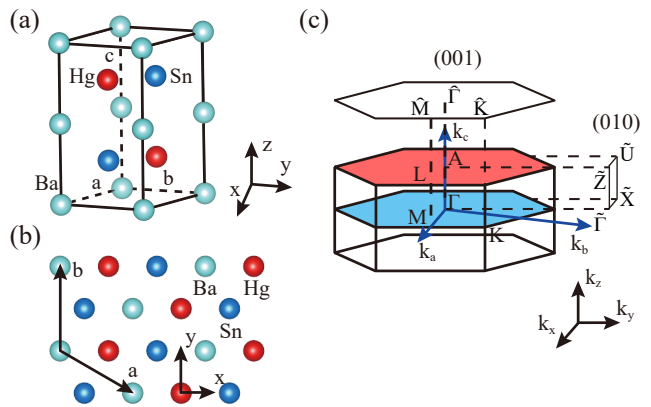 (a)
c
Hg
Sn
Ba
a
b
z
y
x
(b)
b
Ba
Hg
Sn
y
a
x
(c)
(001)
Γ̂
M̂
K̂
k_c
(010)
A
Ũ
L
Z̃
Γ
X̃
M
K
Γ̃
k_a
k_b
k_z
k_x
k_y